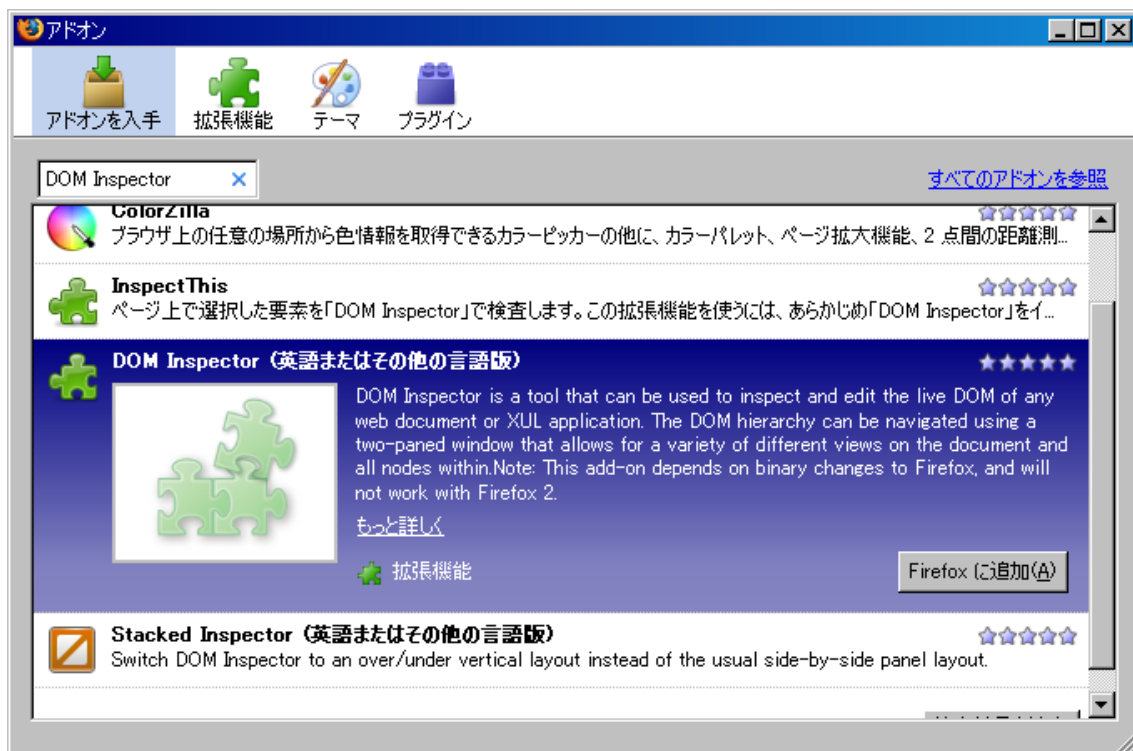 アドオン
アドオンを入手
拡張機能
テーマ
プラグイン
DOM Inspector
すべてのアドオンを参照
ColorZilla
ブラウザ上の任意の場所から色情報を取得できるカラーピッカーの他に、カラーパレット、ページ拡大機能、2 点間の距離測...
InspectThis
ページ上で選択した要素を「DOM Inspector」で検査します。この拡張機能を使うには、あらかじめ「DOM Inspector」をイ...
DOM Inspector (英語またはその他の言語版)
DOM Inspector is a tool that can be used to inspect and edit the live DOM of any
web document or XUL application. The DOM hierarchy can be navigated using a
two-paned window that allows for a variety of different views on the document and
all nodes within.Note: This add-on depends on binary changes to Firefox, and will
not work with Firefox 2.
もっと詳しく
拡張機能
Firefox に追加(A)
Stacked Inspector (英語またはその他の言語版)
Switch DOM Inspector to an over/under vertical layout instead of the usual side-by-side panel layout.